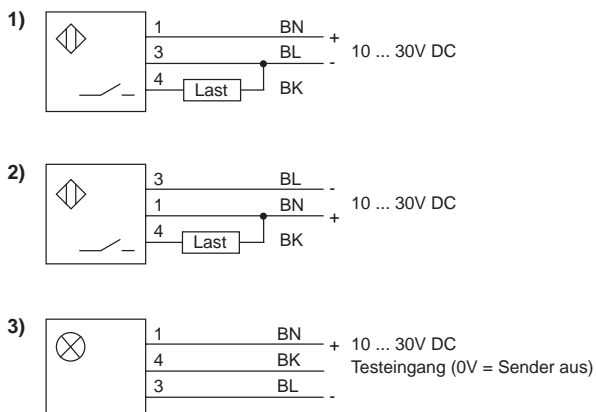 1)
1 BN +
3 BL - 10 ... 30V DC
4 Last BK
2)
3 BL -
1 BN + 10 ... 30V DC
4 Last BK
3)
1 BN + 10 ... 30V DC
4 BK Testeingang (0V = Sender aus)
3 BL -